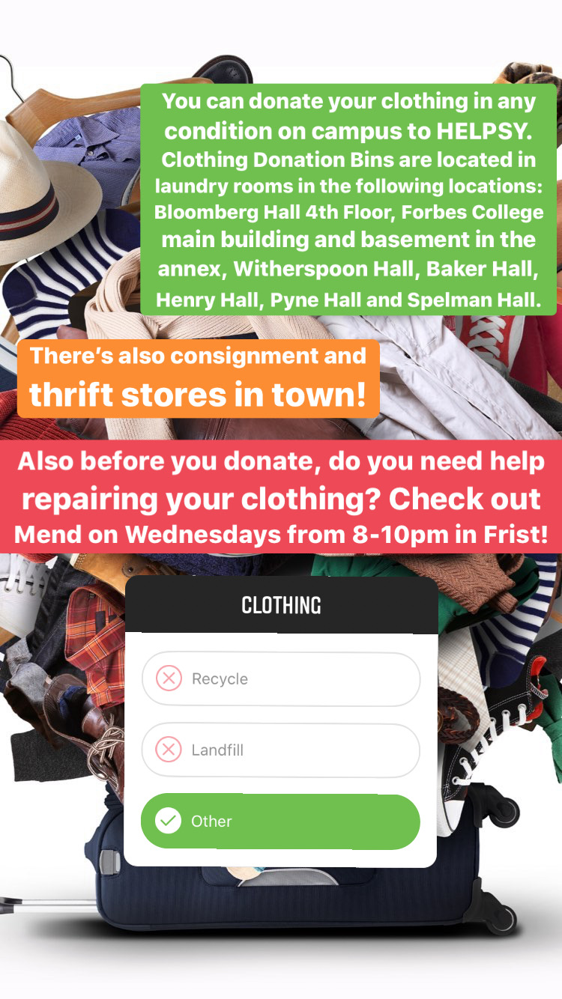 You can donate your clothing in any
condition on campus to HELPSY.
Clothing Donation Bins are located in
laundry rooms in the following locations:
Bloomberg Hall 4th Floor, Forbes College
main building and basement in the
annex, Witherspoon Hall, Baker Hall,
Henry Hall, Pyne Hall and Spelman Hall.
There’s also consignment and
thrift stores in town!
Also before you donate, do you need help
repairing your clothing? Check out
Mend on Wednesdays from 8-10pm in Frist!
CLOTHING
Recycle
Landfill
Other